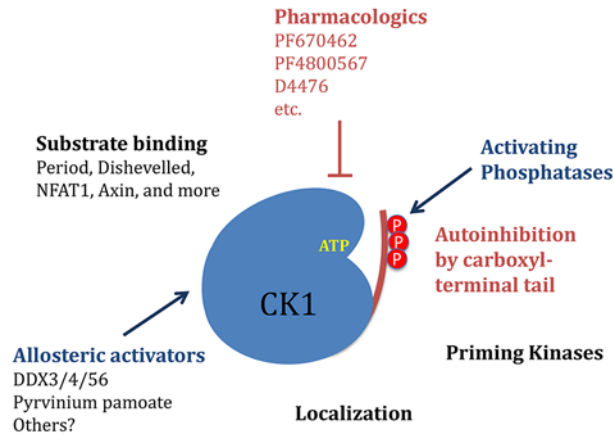 Pharmacologics
PF670462
PF4800567
D4476
etc.
Substrate binding
Period, Dishevelled,
NFAT1, Axin, and more
Activating
Phosphatases
P
P
P
ATP
Autoinhibition
by carboxyl-
terminal tail
CK1
Allosteric activators
DDX3/4/56
Pyrvinium pamoate
Others?
Priming Kinases
Localization